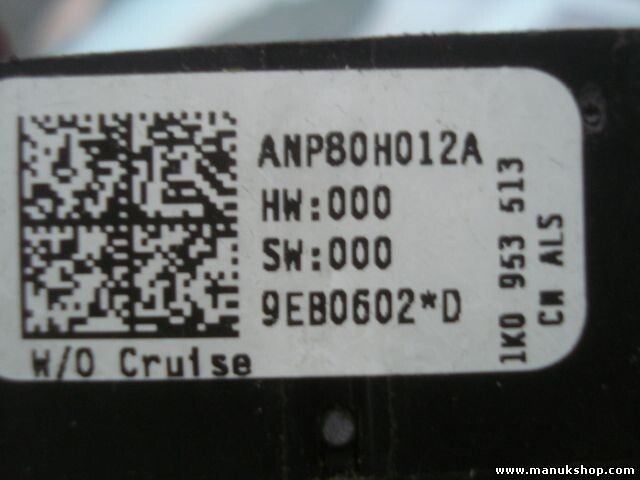 ANP80H012A
HW:000
SW:000
9EB0602*D
W/O Cruise
1K0 953 513
CW ALS
www.manukshop.com